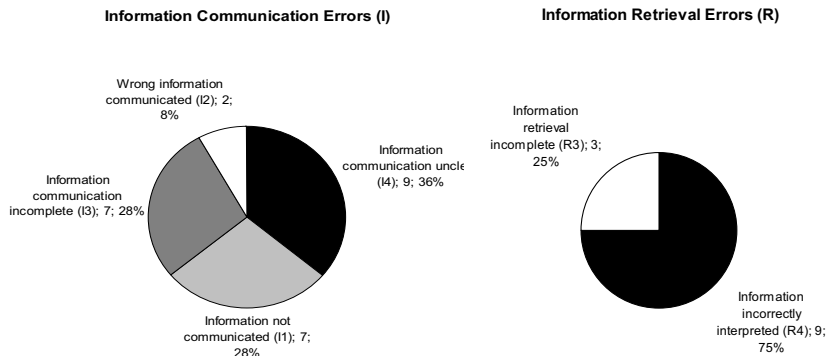 Information Communication Errors (I)
Wrong information
communicated (I2); 2;
8%
Information
communication uncle
(I4); 9; 36%
Information
communication
incomplete (I3); 7; 28%
Information not
communicated (I1); 7;
28%
Information Retrieval Errors (R)
Information
retrieval
incomplete (R3); 3;
25%
Information
incorrectly
interpreted (R4); 9;
75%